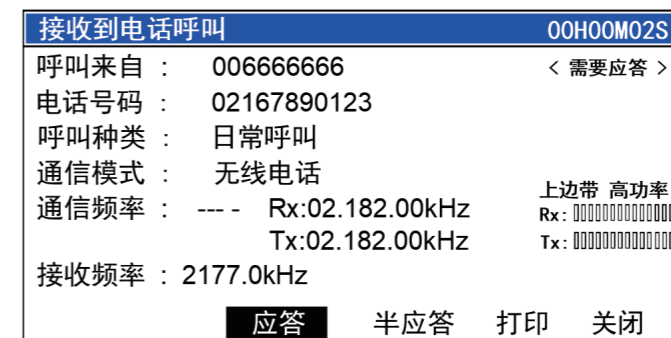 接收到电话呼叫 00H00M02S
呼叫来自 : 006666666 < 需要应答 >
电话号码 : 02167890123
呼叫种类 : 日常呼叫
通信模式 : 无线电话
上边带 高功率
通信频率 : --- - Rx:02.182.00kHz Rx:
Tx:02.182.00kHz Tx:
接收频率 : 2177.0kHz
应答 半应答 打印 关闭